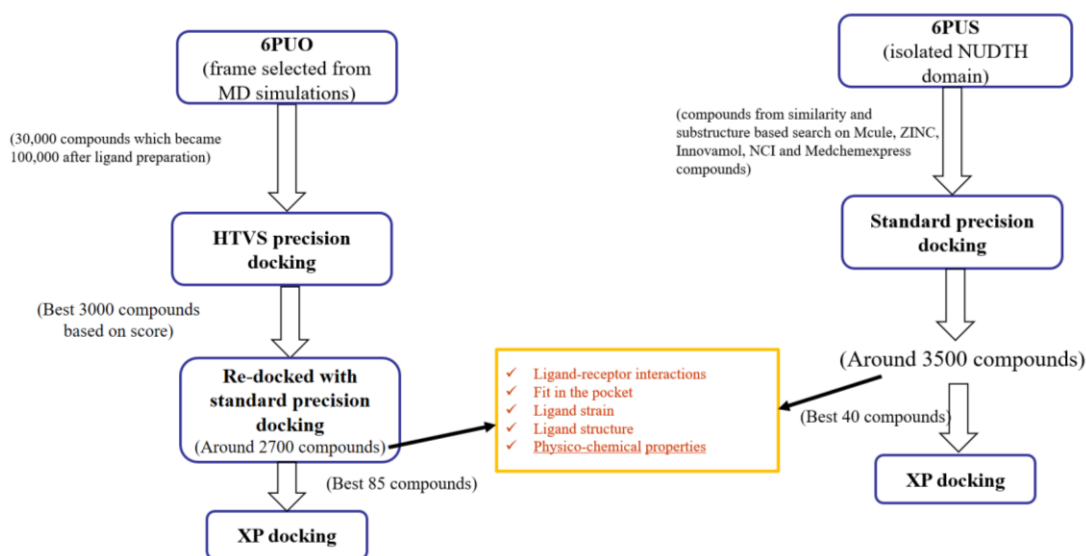 6PUO
(frame selected from
MD simulations)
(30,000 compounds which became
100,000 after ligand preparation)
HTVS precision
docking
(Best 3000 compounds
based on score)
Re-docked with
standard precision
docking
(Around 2700 compounds)
(Best 85 compounds)
XP docking
✓ Ligand-receptor interactions
✓ Fit in the pocket
✓ Ligand strain
✓ Ligand structure
✓ Physico-chemical properties
6PUS
(isolated NUDTH
domain)
(compounds from similarity and
substructure based search on Mcule, ZINC,
Innovamol, NCI and Medchemexpress
compounds)
Standard precision
docking
(Around 3500 compounds)
(Best 40 compounds)
XP docking